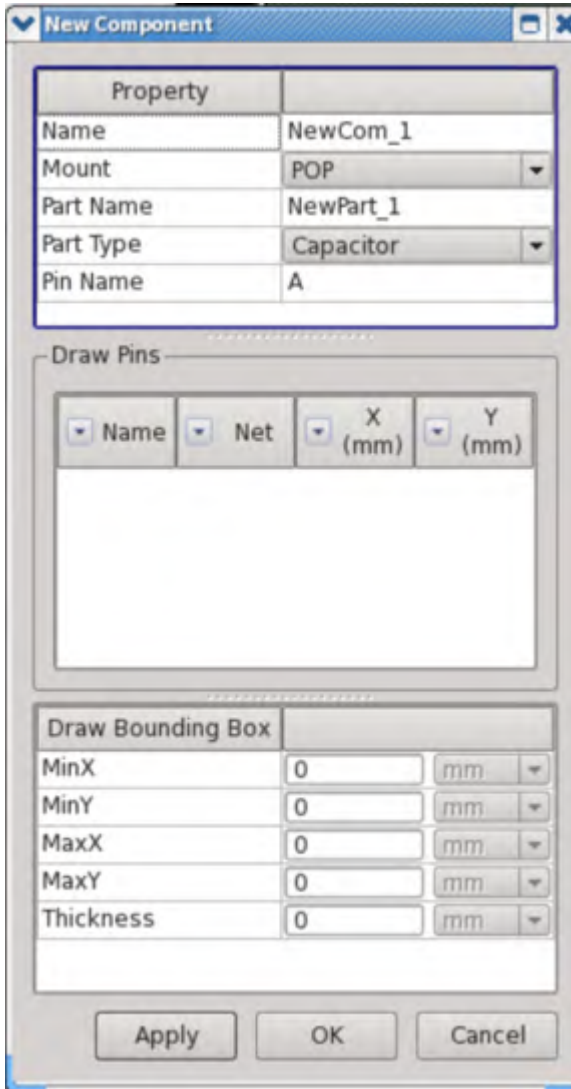 New Component
Property
Name NewCom_1
Mount POP
Part Name NewPart_1
Part Type Capacitor
Pin Name A
Draw Pins
Name Net X (mm) Y (mm)
Draw Bounding Box
MinX 0 mm
MinY 0 mm
MaxX 0 mm
MaxY 0 mm
Thickness 0 mm
Apply OK Cancel